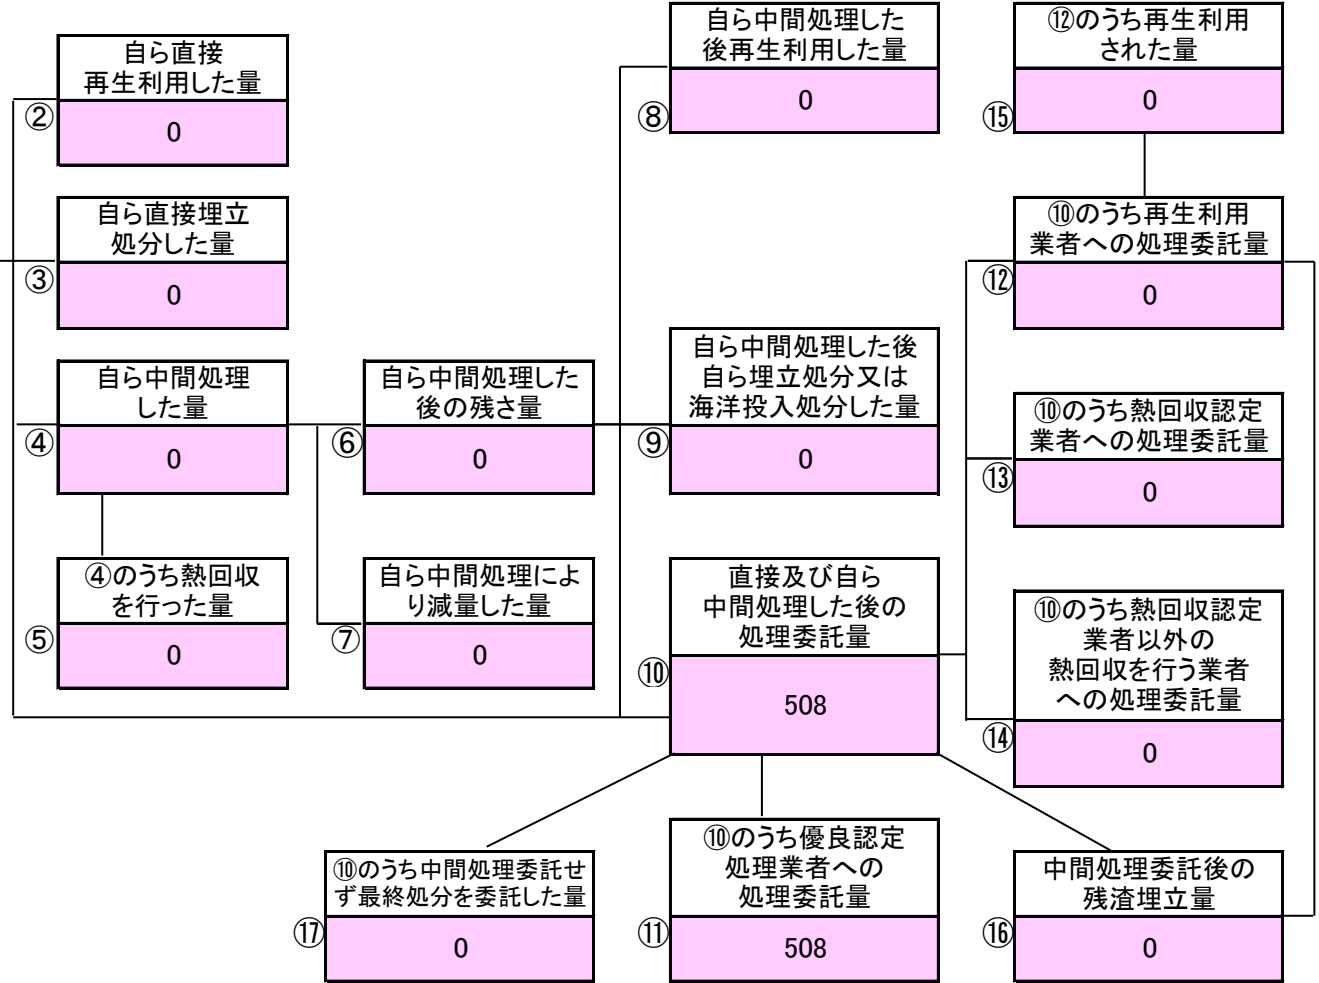 自ら直接
再生利用した量
②
0
自ら直接埋立
処分した量
③
0
自ら中間処理
した量
④
0
④のうち熱回収
を行った量
⑤
0
自ら中間処理した
後の残さ量
⑥
0
自ら中間処理によ
り減量した量
⑦
0
自ら中間処理した
後再生利用した量
⑧
0
自ら中間処理した後
自ら埋立処分又は
海洋投入処分した量
⑨
0
直接及び自ら
中間処理した後の
処理委託量
⑩
508
⑩のうち優良認定
処理業者への
処理委託量
⑪
508
⑫のうち再生利用
された量
⑮
0
⑩のうち再生利用
業者への処理委託量
⑫
0
⑩のうち熱回収認定
業者への処理委託量
⑬
0
⑩のうち熱回収認定
業者以外の
熱回収を行う業者
への処理委託量
⑭
0
中間処理委託後の
残渣埋立量
⑯
0
⑩のうち中間処理委託せ
ず最終処分を委託した量
⑰
0